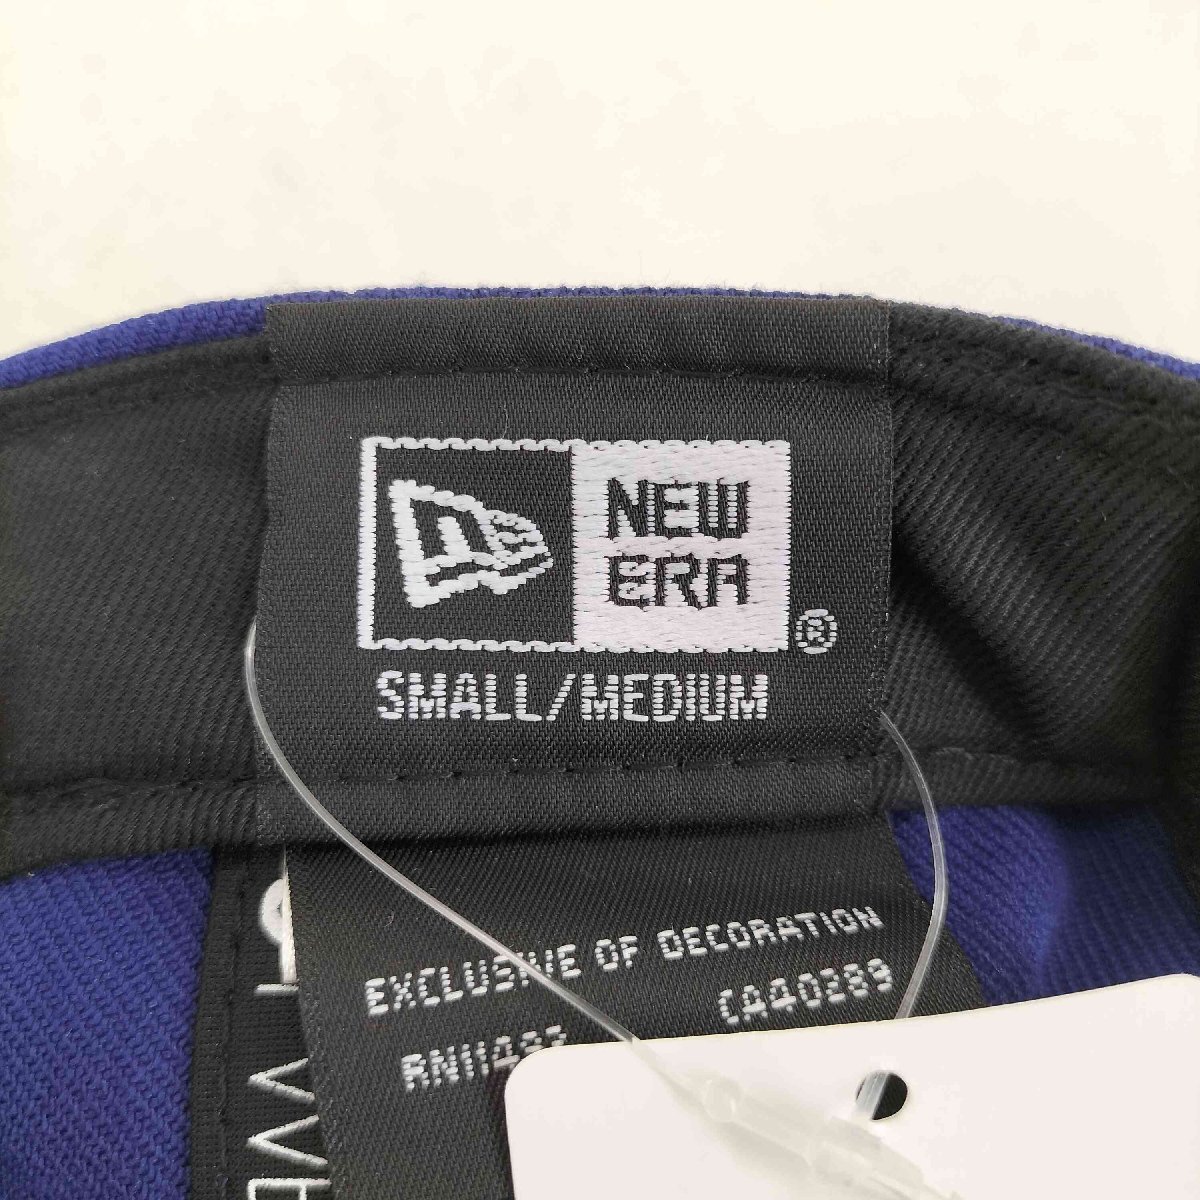 NEW
ERA
®
SMALL/MEDIUM
EXCLUSIVE OF DECORATION
CA40289